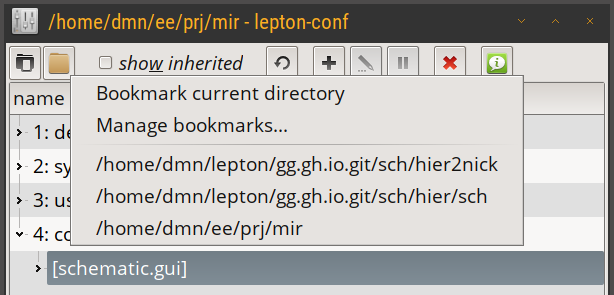 /home/dmn/ee/prj/mir - lepton-conf
show inherited
name
Bookmark current directory
1: de
Manage bookmarks...
2: sy
/home/dmn/lepton/gg.gh.io.git/sch/hier2nick
3: us
/home/dmn/lepton/gg.gh.io.git/sch/hier/sch
4: co
/home/dmn/ee/prj/mir
[schematic.gui]